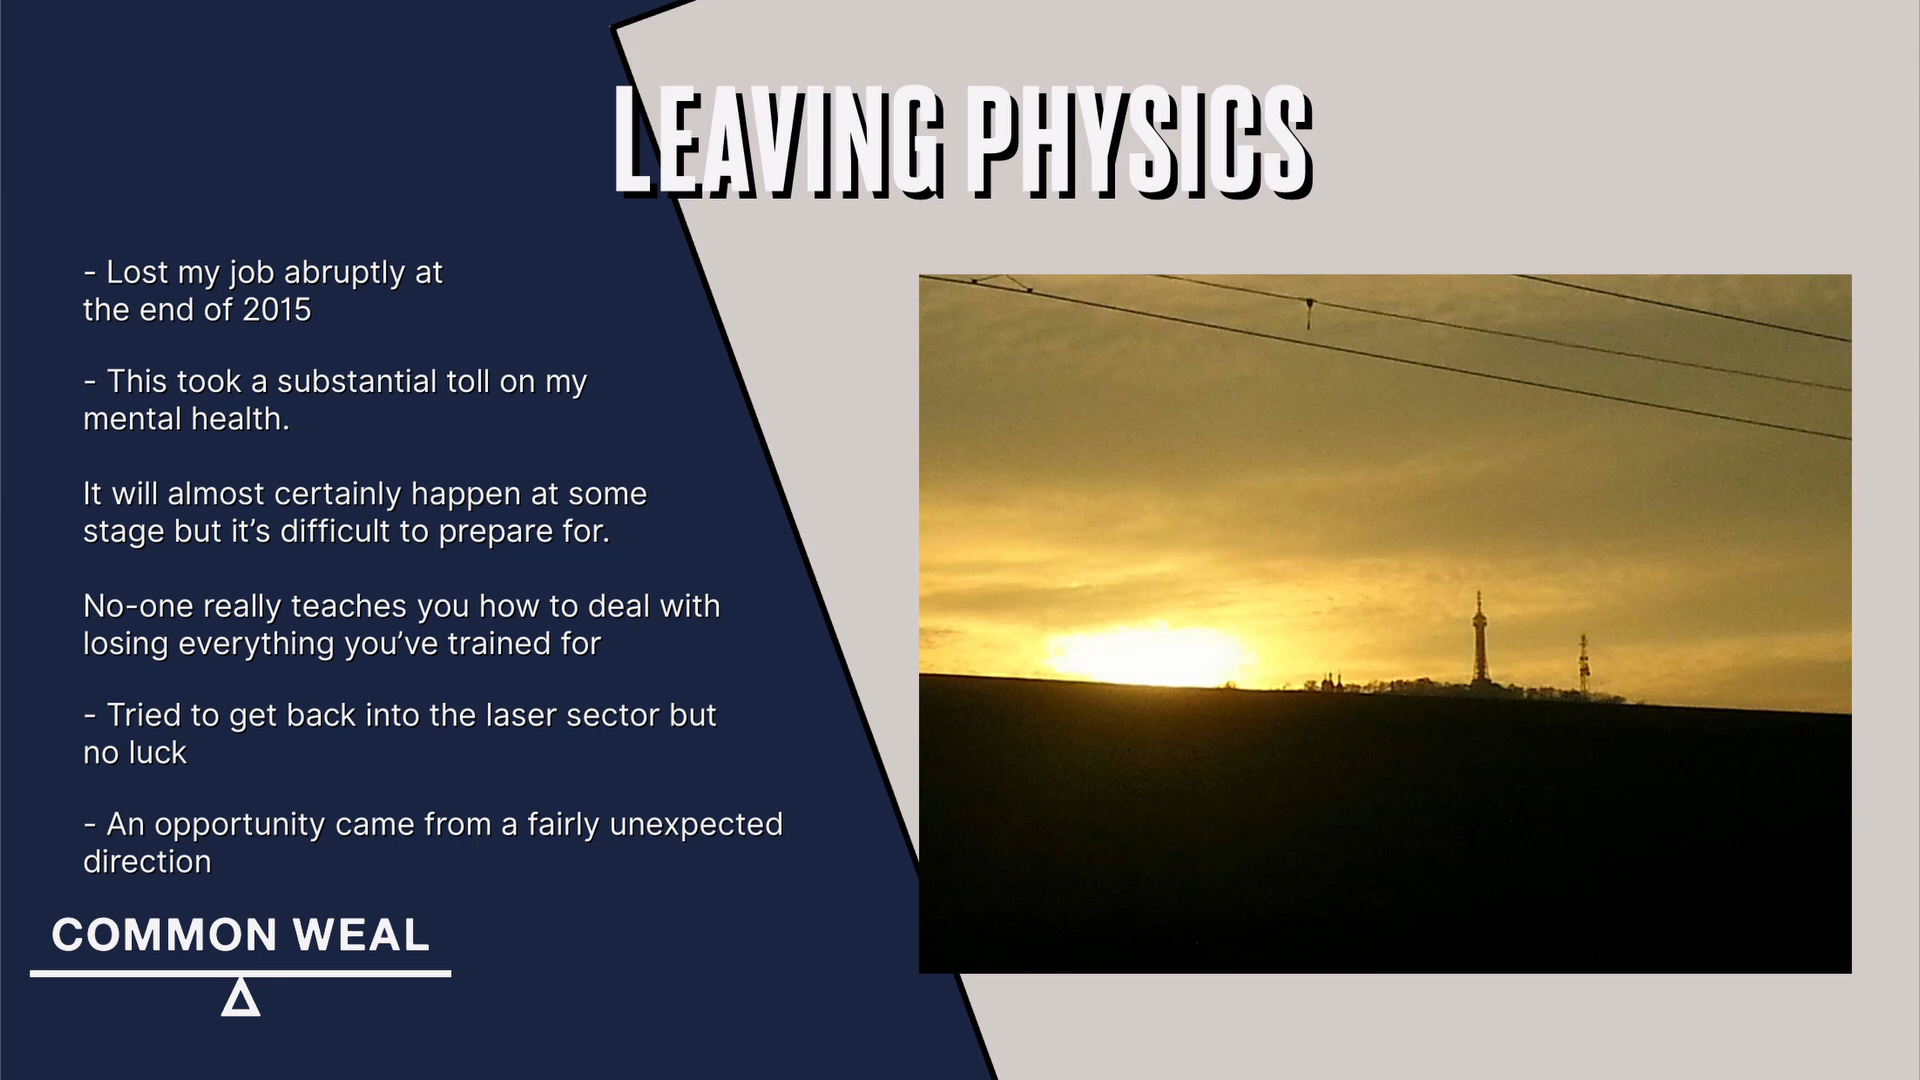 LEAVING PHYSICS
- Lost my job abruptly at
the end of 2015
- This took a substantial toll on my
mental health.
It will almost certainly happen at some
stage but it’s difficult to prepare for.
No-one really teaches you how to deal with
losing everything you’ve trained for
- Tried to get back into the laser sector but
no luck
- An opportunity came from a fairly unexpected
direction
COMMON WEAL